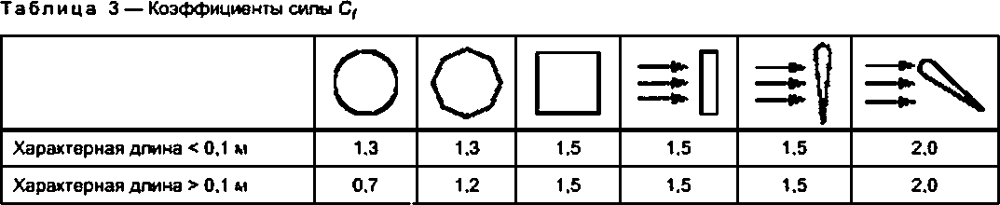 Таблица 3 — Коэффициенты силы Cf
Характерная длина < 0,1 м 1,3 1,3 1,5 1,5 1,5 2,0
Характерная длина > 0,1 м 0,7 1,2 1,5 1,5 1,5 2,0